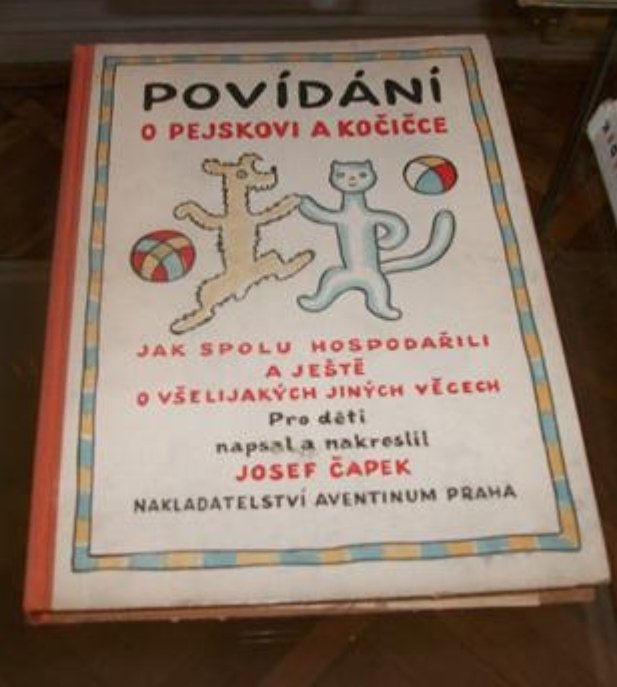 POVÍDÁNÍ
O PEJSKOVI A KOČIČCE
JAK SPOLU HOSPODAŘILI
A JEŠTĚ
O VŠELIJAKÝCH JINÝCH VĚCECH
Pro děti
napsal a nakreslil
JOSEF ČAPEK
NAKLADATELSTVÍ AVENTINUM PRAHA